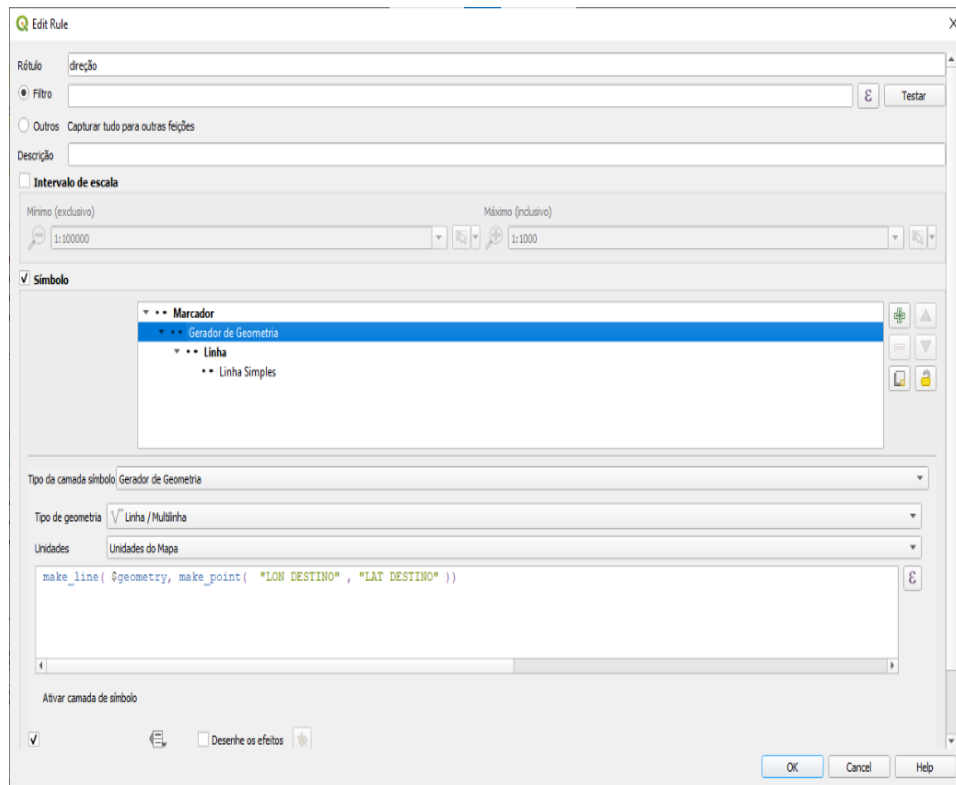 Edit Rule
Rótulo direção
Filtro
Testar
Outros Capturar tudo para outras feições
Descrição
Intervalo de escala
Mínimo (exclusivo) Máximo (inclusivo)
1:100000 1:1000
Símbolo
Marcador
Gerador de Geometria
Linha
Linha Simples
Tipo da camada símbolo Gerador de Geometria
Tipo de geometria Linha / Multilinha
Unidades Unidades do Mapa
make_line( $geometry, make_point( "LON DESTINO" , "LAT DESTINO" ))
Ativar camada de símbolo
Desenhe os efeitos
OK Cancel Help